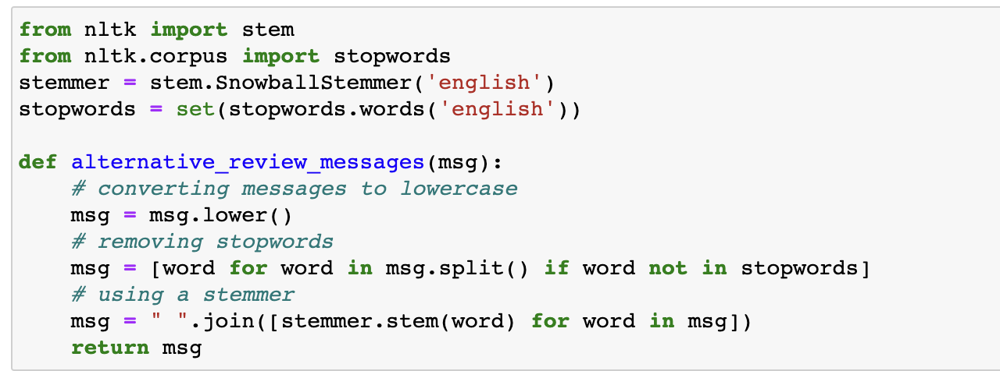 from nltk import stem
from nltk.corpus import stopwords
stemmer = stem.SnowballStemmer('english')
stopwords = set(stopwords.words('english'))

def alternative_review_messages(msg):
    # converting messages to lowercase
    msg = msg.lower()
    # removing stopwords
    msg = [word for word in msg.split() if word not in stopwords]
    # using a stemmer
    msg = " ".join([stemmer.stem(word) for word in msg])
    return msg